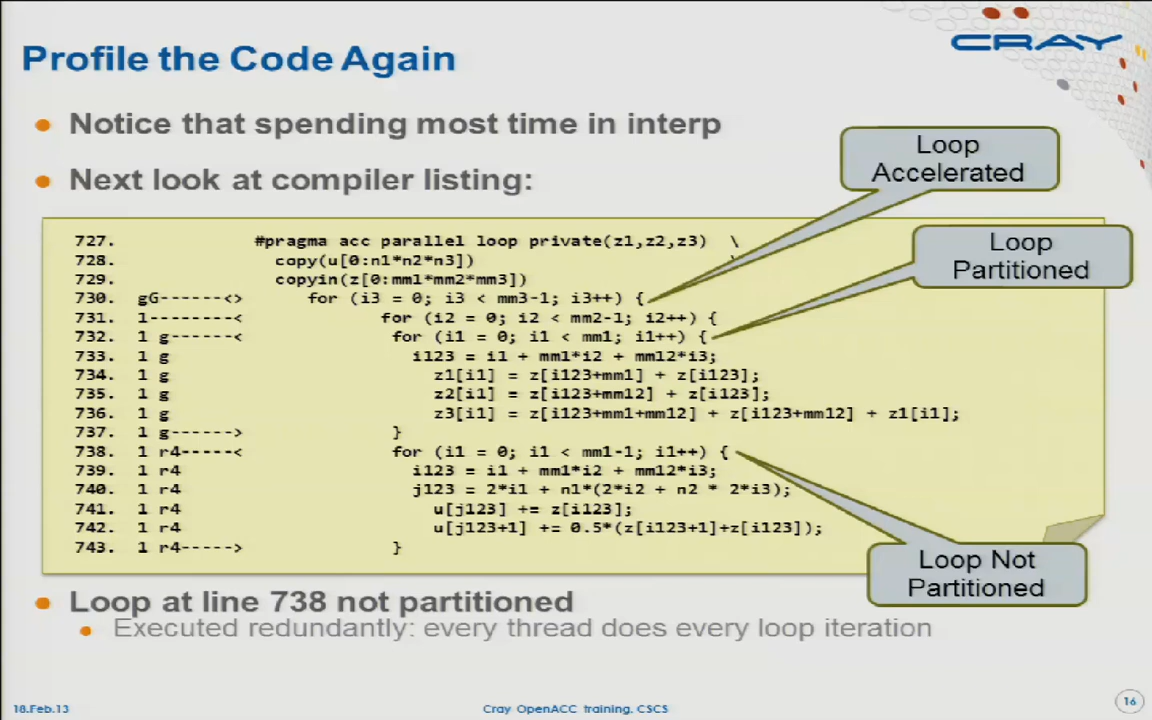 CRAY
Profile the Code Again
• Notice that spending most time in interp
• Next look at compiler listing:
Loop
Accelerated
Loop
Partitioned
727. #pragma acc parallel loop private(z1,z2,z3) \
728. copy(u[0:n1*n2*n3]) \
729. copyin(z[0:mm1*mm2*mm3])
730. gG------<> for (i3 = 0; i3 < mm3-1; i3++) {
731. 1--------< for (i2 = 0; i2 < mm2-1; i2++) {
732. 1 g------< for (i1 = 0; i1 < mm1; i1++) {
733. 1 g i123 = i1 + mm1*i2 + mm12*i3;
734. 1 g z1[i1] = z[i123+mm1] + z[i123];
735. 1 g z2[i1] = z[i123+mm12] + z[i123];
736. 1 g z3[i1] = z[i123+mm1+mm12] + z[i123+mm12] + z1[i1];
737. 1 g------> }
738. 1 r4-----< for (i1 = 0; i1 < mm1-1; i1++) {
739. 1 r4 i123 = i1 + mm1*i2 + mm12*i3;
740. 1 r4 j123 = 2*i1 + n1*(2*i2 + n2 * 2*i3);
741. 1 r4 u[j123] += z[i123];
742. 1 r4 u[j123+1] += 0.5*(z[i123+1]+z[i123]);
743. 1 r4-----> }
Loop Not
Partitioned
• Loop at line 738 not partitioned
• Executed redundantly: every thread does every loop iteration
18.Feb.13
Cray OpenACC training. CSCS
16